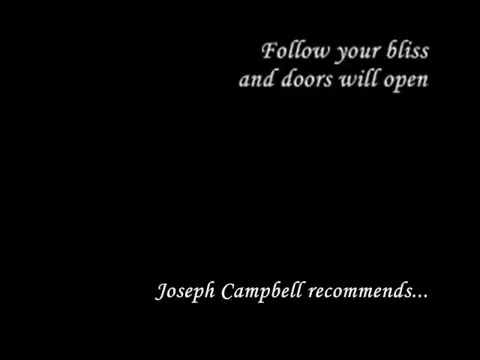 Follow your bliss
and doors will open
Joseph Campbell recommends...